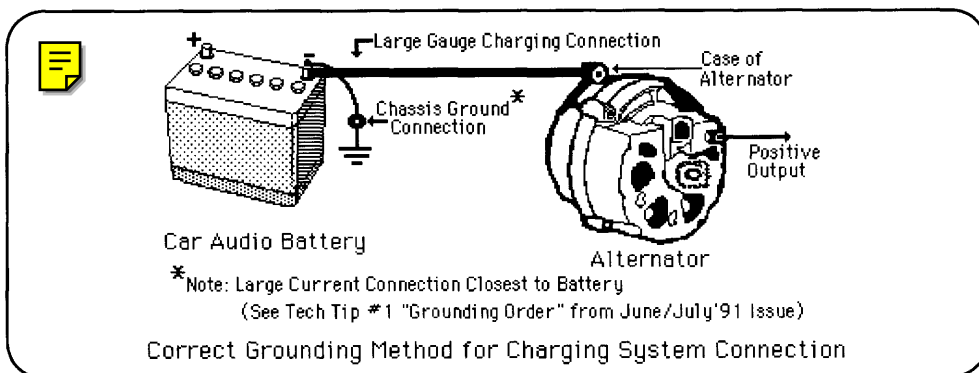 +
-
Large Gauge Charging Connection
Case of
Alternator
Chassis Ground*
Connection
Positive
Output
Car Audio Battery
Alternator
*Note: Large Current Connection Closest to Battery
(See Tech Tip #1 "Grounding Order" from June/July'91 Issue)
Correct Grounding Method for Charging System Connection